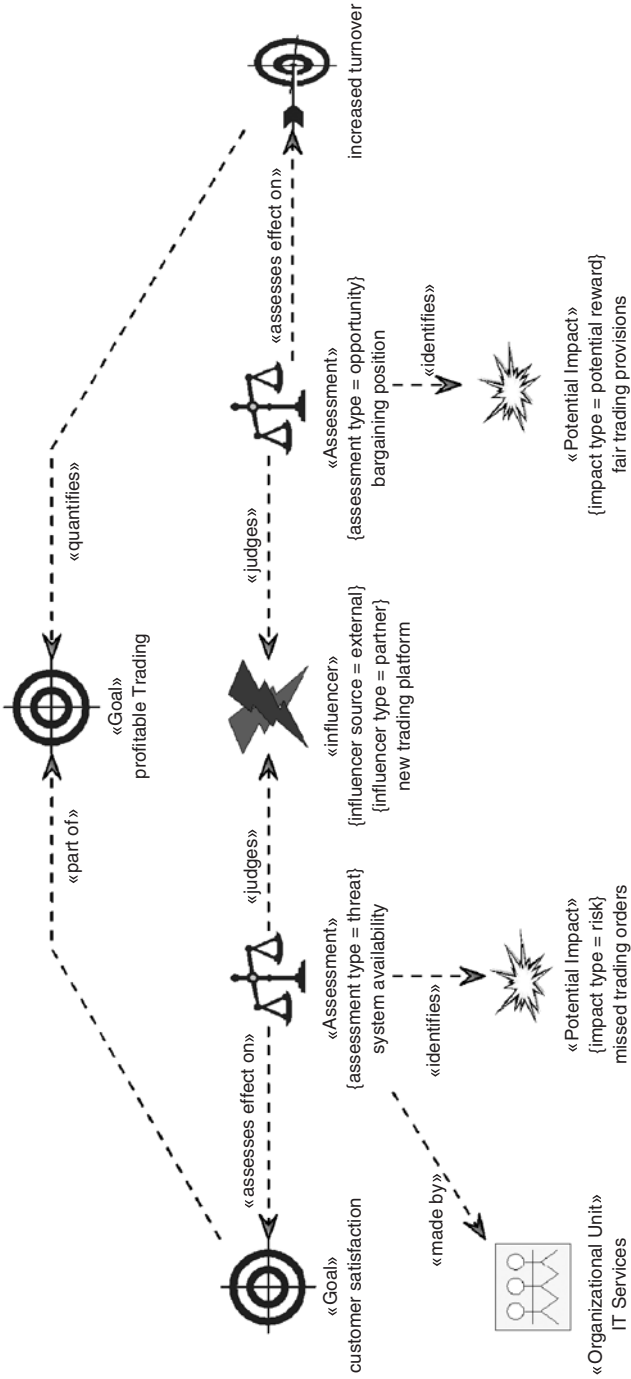 «part of»
«quantifies»
«Goal»
profitable Trading
«assesses effect on»
«judges»
«judges»
«assesses effect on»
«Goal»
customer satisfaction
«Assessment»
{assessment type = threat}
system availability
«influencer»
{influencer source = external}
{influencer type = partner}
new trading platform
«Assessment»
{assessment type = opportunity}
bargaining position
increased turnover
«made by»
«identifies»
«identifies»
«Organizational Unit»
IT Services
«Potential Impact»
{impact type = risk}
missed trading orders
«Potential Impact»
{impact type = potential reward}
fair trading provisions